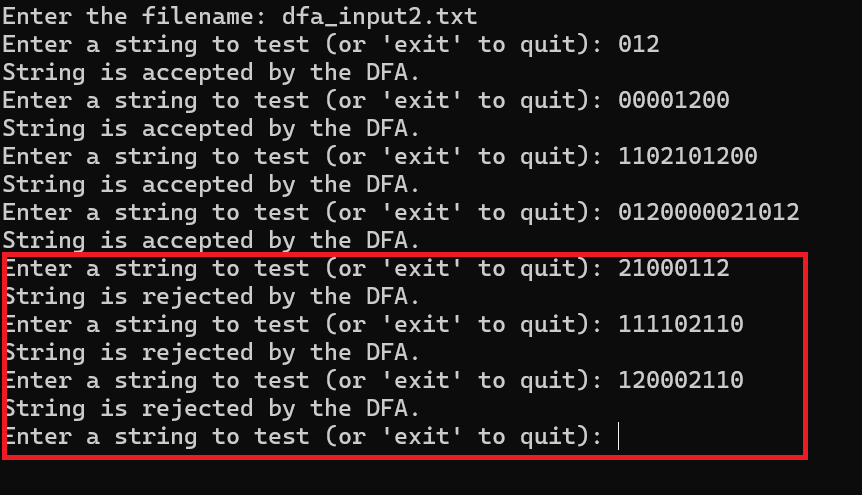 Enter the filename: dfa_input2.txt
Enter a string to test (or 'exit' to quit): 012
String is accepted by the DFA.
Enter a string to test (or 'exit' to quit): 00001200
String is accepted by the DFA.
Enter a string to test (or 'exit' to quit): 1102101200
String is accepted by the DFA.
Enter a string to test (or 'exit' to quit): 0120000021012
String is accepted by the DFA.
Enter a string to test (or 'exit' to quit): 21000112
String is rejected by the DFA.
Enter a string to test (or 'exit' to quit): 111102110
String is rejected by the DFA.
Enter a string to test (or 'exit' to quit): 120002110
String is rejected by the DFA.
Enter a string to test (or 'exit' to quit):